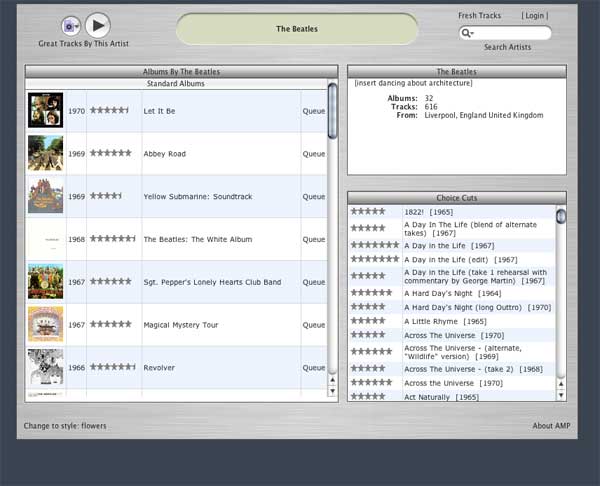 Fresh Tracks [ Login ]
The Beatles
Great Tracks By This Artist
Search Artists
Albums By The Beatles
Standard Albums
1970 Let It Be Queue
1969 Abbey Road Queue
1969 Yellow Submarine: Soundtrack Queue
1968 The Beatles: The White Album Queue
1967 Sgt. Pepper's Lonely Hearts Club Band Queue
1967 Magical Mystery Tour Queue
1966 Revolver Queue
The Beatles
[insert dancing about architecture]
Albums: 32
Tracks: 616
From: Liverpool, England United Kingdom
Choice Cuts
1822! [1965]
A Day In The Life (blend of alternate
takes) [1967]
A Day in the Life [1967]
A Day in the Life (edit) [1967]
A Day in the Life (take 1 rehearsal with
commentary by George Martin) [1967]
A Hard Day's Night [1964]
A Hard Day's Night (long Outtro) [1970]
A Little Rhyme [1965]
Across The Universe [1970]
Across The Universe - (alternate,
"Wildlife" version) [1969]
Across The Universe - (take 2) [1968]
Across the Universe [1970]
Act Naturally [1965]
Change to style: flowers
About AMP